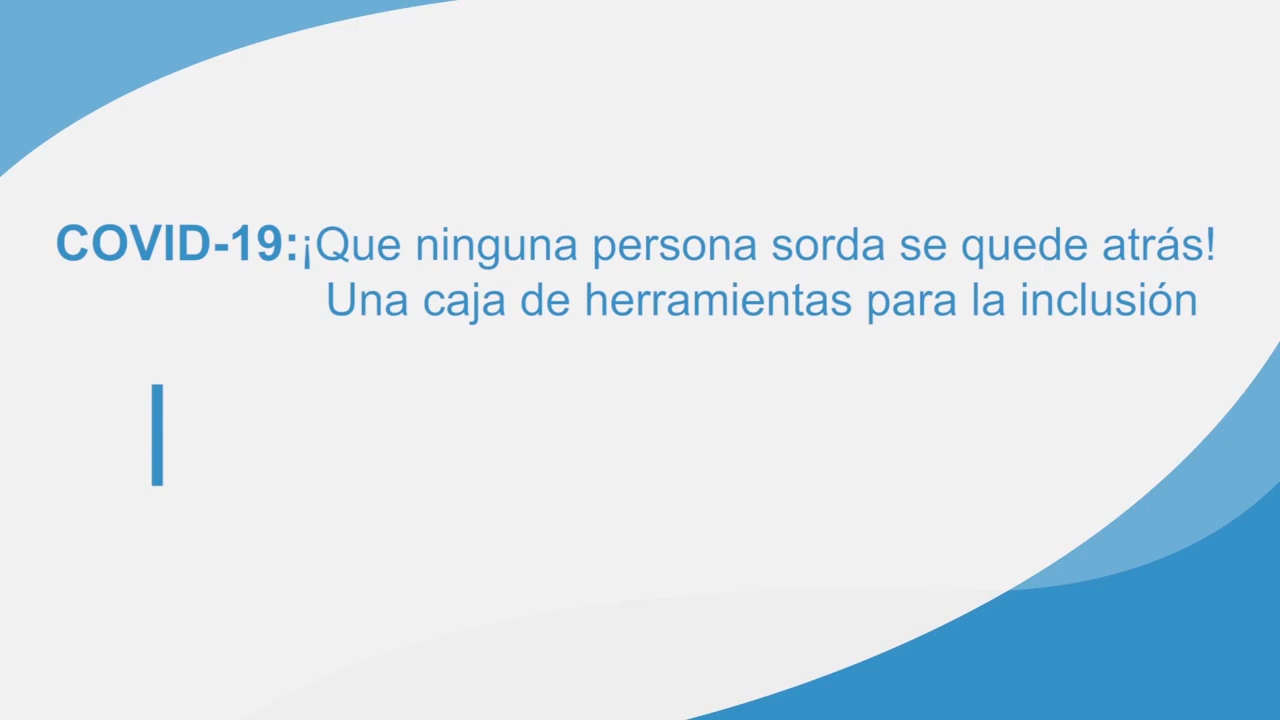 COVID-19:¡Que ninguna persona sorda se quede atrás!
Una caja de herramientas para la inclusión